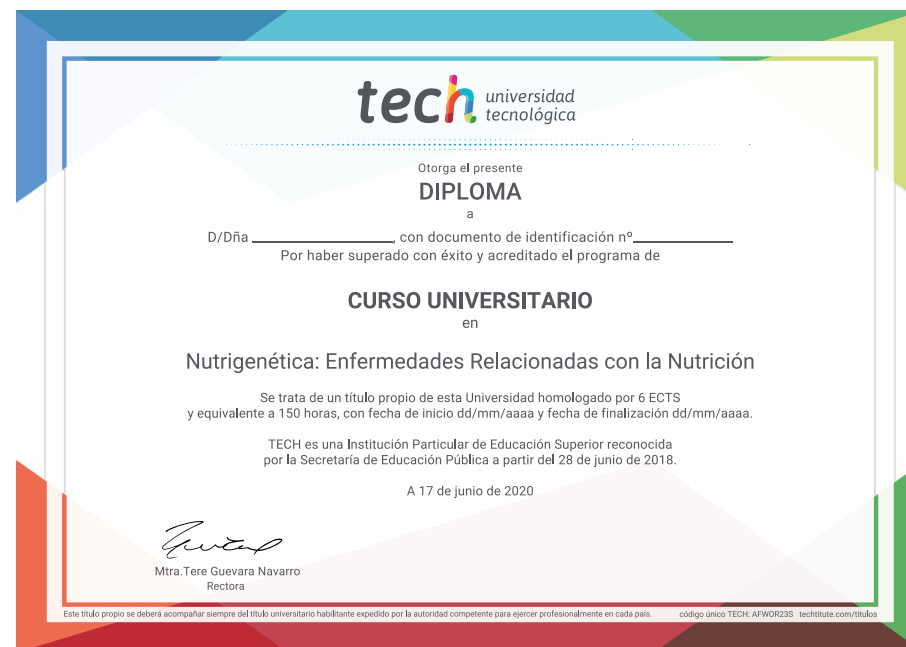 tech universidad
tecnológica
Otorga el presente
DIPLOMA
a
D/Dña ____________________, con documento de identificación nº______________
Por haber superado con éxito y acreditado el programa de
CURSO UNIVERSITARIO
en
Nutrigenética: Enfermedades Relacionadas con la Nutrición
Se trata de un título propio de esta Universidad homologado por 6 ECTS
y equivalente a 150 horas, con fecha de inicio dd/mm/aaaa y fecha de finalización dd/mm/aaaa.
TECH es una Institución Particular de Educación Superior reconocida
por la Secretaría de Educación Pública a partir del 28 de junio de 2018.
A 17 de junio de 2020
Mtra.Tere Guevara Navarro
Rectora
Este título propio se deberá acompañar siempre del título universitario habilitante expedido por la autoridad competente para ejercer profesionalmente en cada país. código único TECH: AFWOR23S techtitute.com/títulos